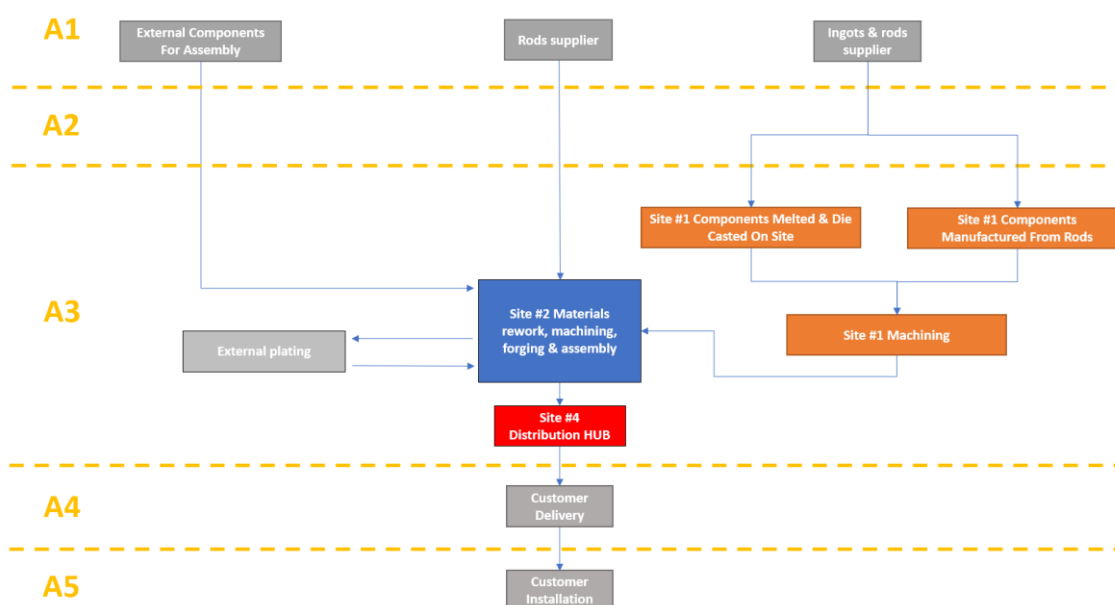 A1
External Components
For Assembly
Rods supplier
Ingots & rods
supplier
A2
Site #1 Components Melted & Die
Casted On Site
Site #1 Components
Manufactured From Rods
A3
Site #2 Materials
rework, machining,
forging & assembly
Site #1 Machining
External plating
Site #4
Distribution HUB
A4
Customer
Delivery
A5
Customer
Installation